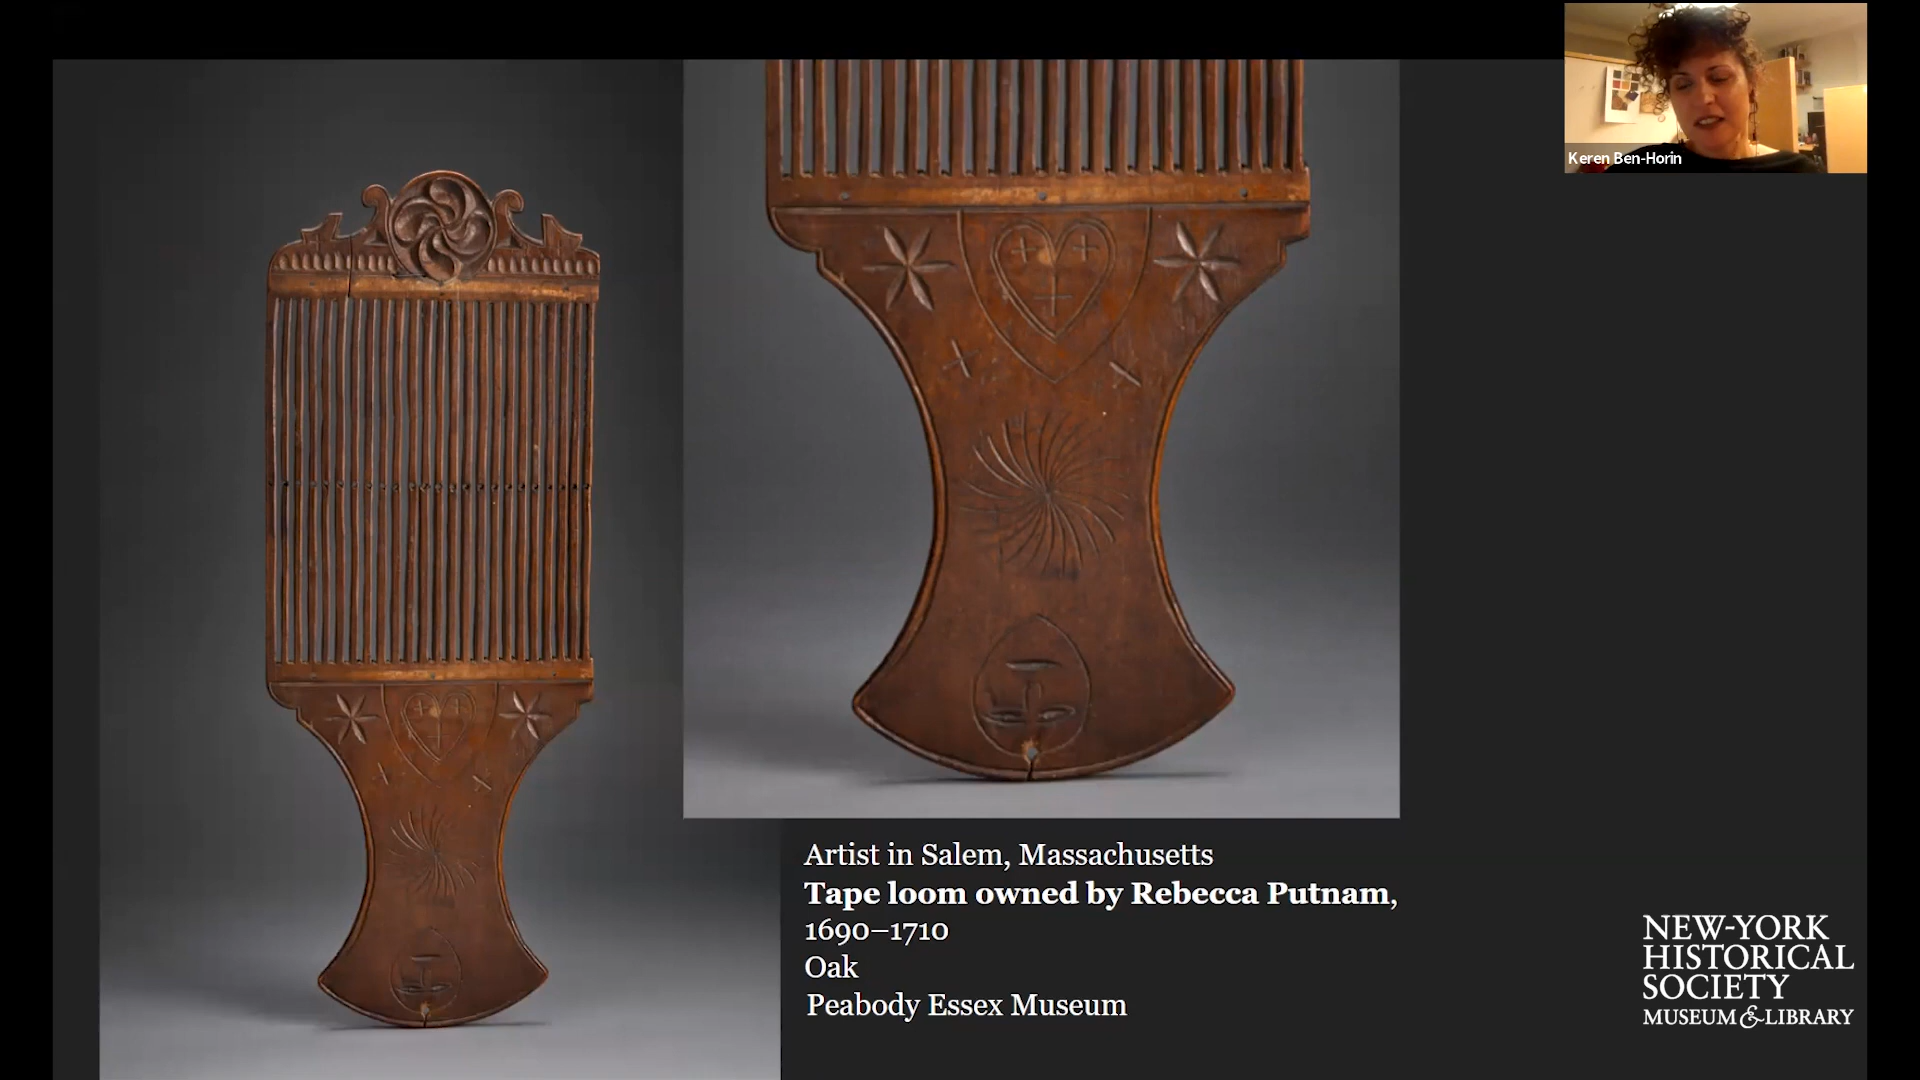 Keren Ben-Horin
Artist in Salem, Massachusetts
Tape loom owned by Rebecca Putnam,
1690–1710
Oak
Peabody Essex Museum
NEW-YORK
HISTORICAL
SOCIETY
MUSEUM & LIBRARY